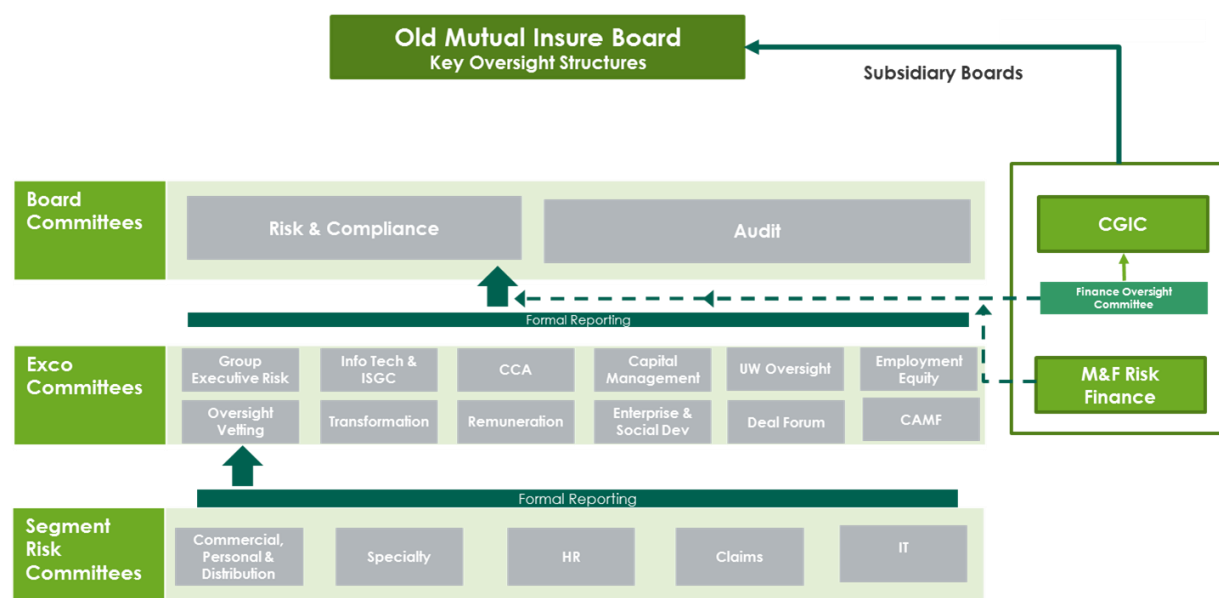 Old Mutual Insure Board
Key Oversight Structures
Subsidiary Boards
Board
Committees
Risk & Compliance
Audit
CGIC
Finance Oversight
Committee
Formal Reporting
Exco
Committees
Group
Executive Risk
Info Tech &
ISGC
CCA
Capital
Management
UW Oversight
Employment
Equity
M&F Risk
Finance
Oversight
Vetting
Transformation
Remuneration
Enterprise &
Social Dev
Deal Forum
CAMF
Formal Reporting
Segment
Risk
Committees
Commercial,
Personal &
Distribution
Specialty
HR
Claims
IT